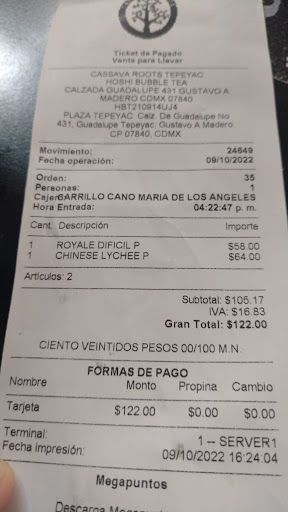 Ticket de Pagado
Venta para Llevar
CASSAVA ROOTS TEPEYAC
HOSHI BUBBLE TEA
CALZADA GUADALUPE 431 GUSTAVO A
MADERO CDMX 07840
HBT210914UJ4
PLAZA TEPEYAC Calz. De Guadalupe No
431, Guadalupe Tepeyac, Gustavo A Madero
CP 07840, CDMX
Movimiento: 24649
Fecha operación: 09/10/2022
Orden: 35
Personas: 1
Cajer CARRILLO CANO MARIA DE LOS ANGELES
Hora Entrada: 04:22:47 p. m.
Cant. Descripción Importe
1 ROYALE DIFICIL P $58.00
1 CHINESE LYCHEE P $64.00
Articulos: 2
Subtotal: $105.17
IVA: $16.83
Gran Total: $122.00
CIENTO VEINTIDOS PESOS 00/100 M.N.
FORMAS DE PAGO
Nombre Monto Propina Cambio
Tarjeta $122.00 $0.00 $0.00
Terminal: 1 -- SERVER1
Fecha impresión: 09/10/2022 16:24:04
Megapuntos
Descarga